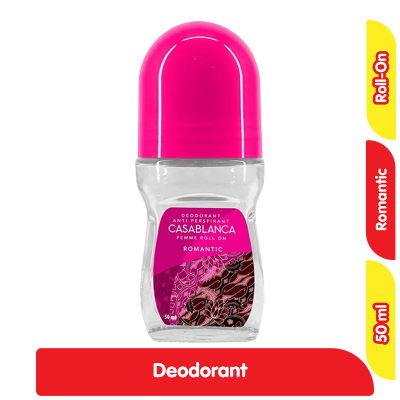 DEODORANT
ANTI PERSPIRANT
CASABLANCA
FEMME ROLL ON
ROMANTIC
50 ml
Roll-On
Romantic
50 ml
Deodorant